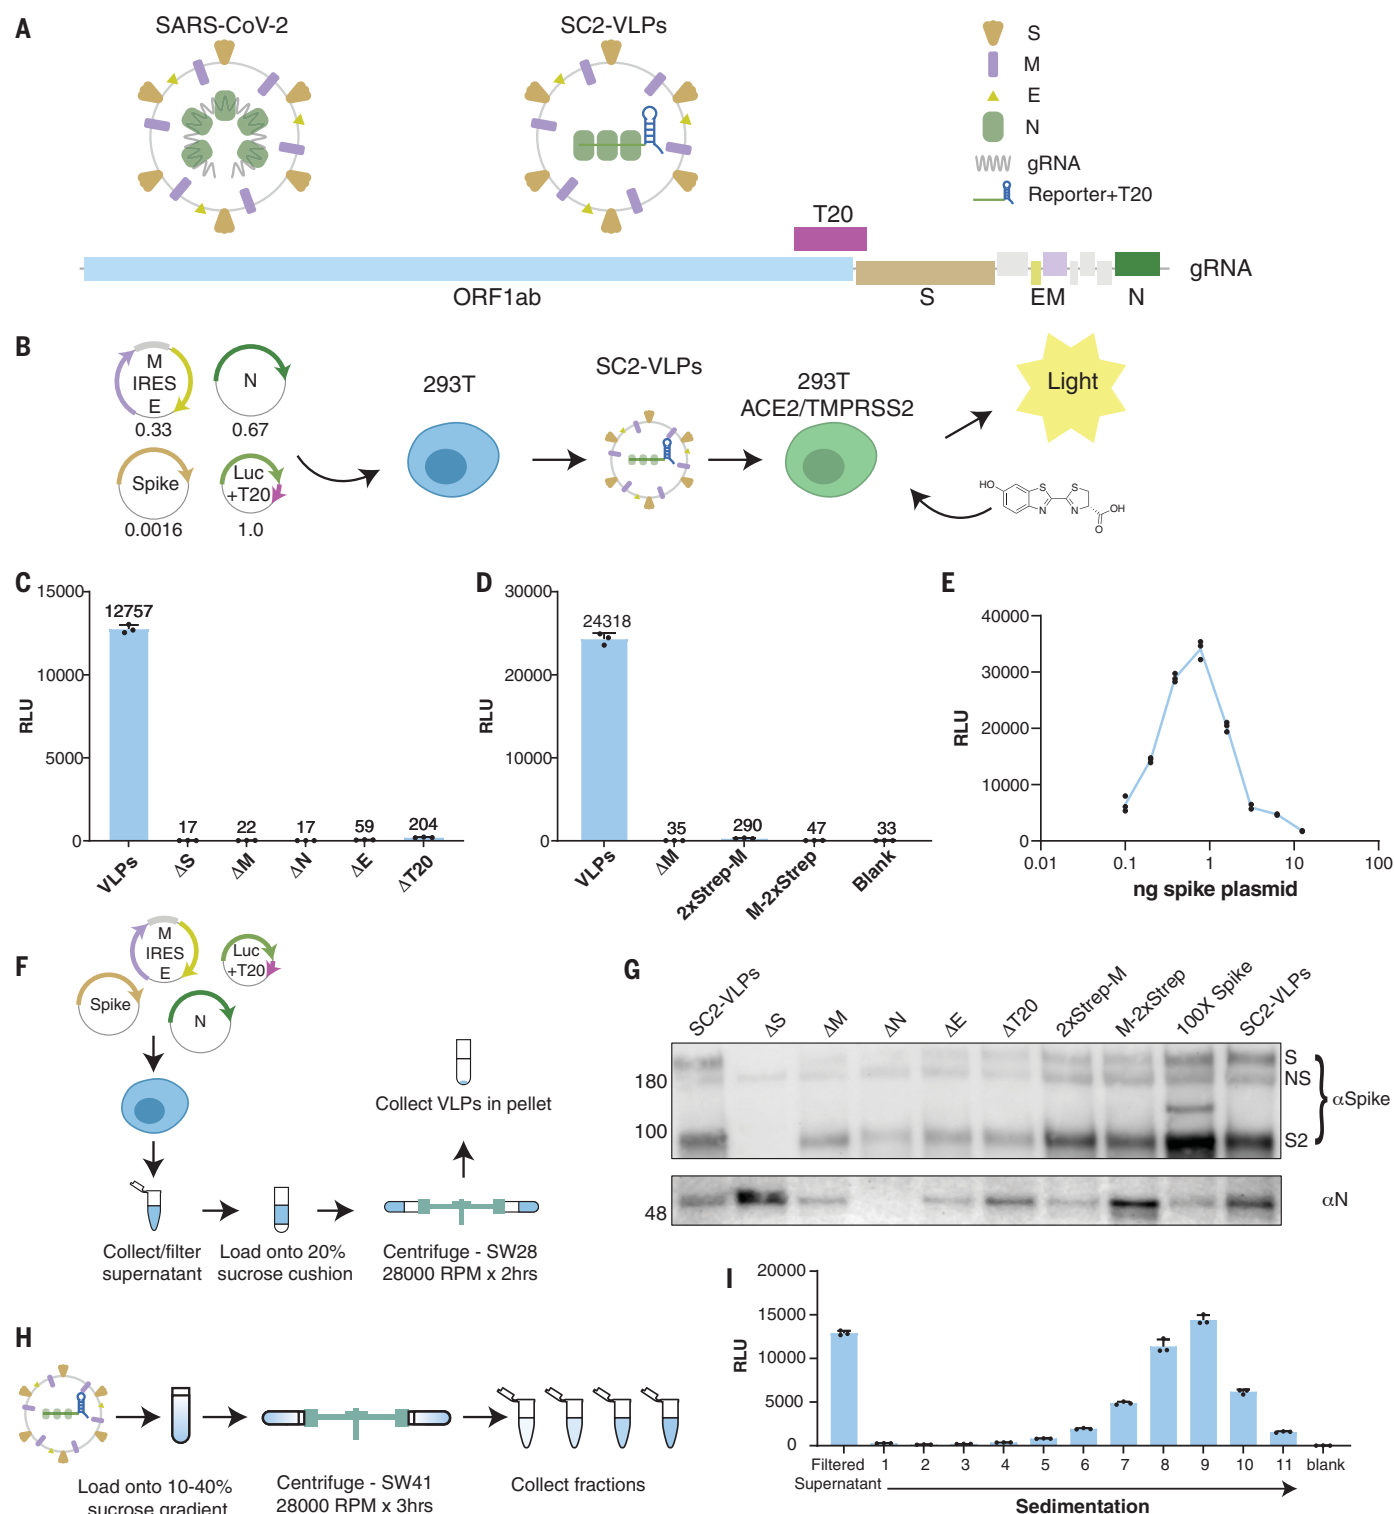 A
SARS-CoV-2
SC2-VLPs
S
M
E
N
gRNA
Reporter+T20
T20
gRNA
ORF1ab
S
EM
N
B
M
IRES
E
0.33
N
0.67
Spike
0.0016
Luc
+T20
1.0
293T
SC2-VLPs
293T
ACE2/TMPRSS2
Light
HO
S
N
S
N
OH
O
C
15000
10000
5000
0
RLU
12757
17
22
17
59
204
VLPs
ΔS
ΔM
ΔN
ΔE
ΔT20
D
30000
20000
10000
0
RLU
24318
35
290
47
33
VLPs
ΔM
2xStrep-M
M-2xStrep
Blank
E
40000
30000
20000
10000
0
RLU
0.01
0.1
1
10
100
ng spike plasmid
F
M
IRES
E
Luc
+T20
Spike
N
Collect VLPs in pellet
Collect/filter
supernatant
Load onto 20%
sucrose cushion
Centrifuge - SW28
28000 RPM x 2hrs
G
SC2-VLPs
ΔS
ΔM
ΔN
ΔE
ΔT20
2xStrep-M
M-2xStrep
100X Spike
SC2-VLPs
180
100
S
NS
S2
αSpike
48
αN
H
Load onto 10-40%
sucrose gradient
Centrifuge - SW41
28000 RPM x 3hrs
Collect fractions
I
20000
15000
10000
5000
0
RLU
Filtered
Supernatant
1
2
3
4
5
6
7
8
9
10
11
blank
Sedimentation